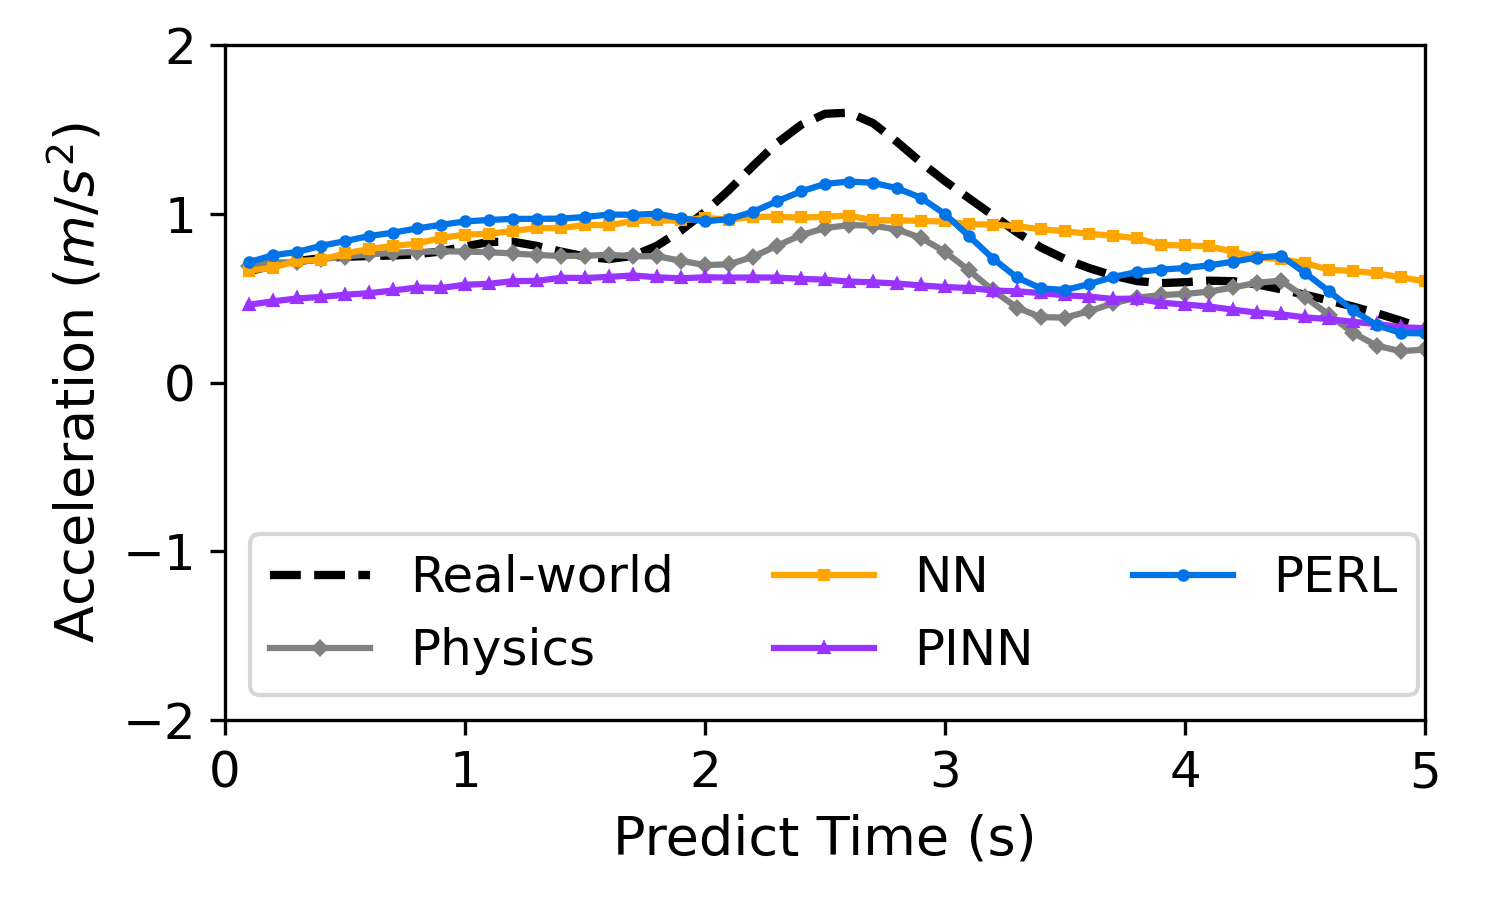 2
1
0
−1
−2
Acceleration (m/s²)
Real-world
Physics
NN
PINN
PERL
0 1 2 3 4 5
Predict Time (s)